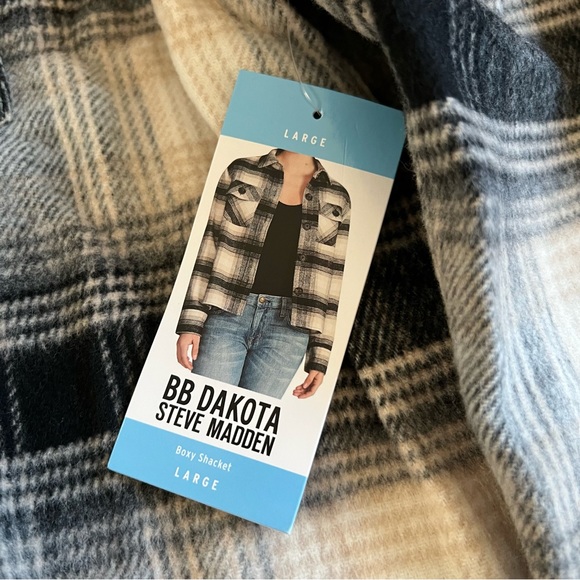 LARGE
BB DAKOTA
STEVE MADDEN
Boxy Shacket
LARGE